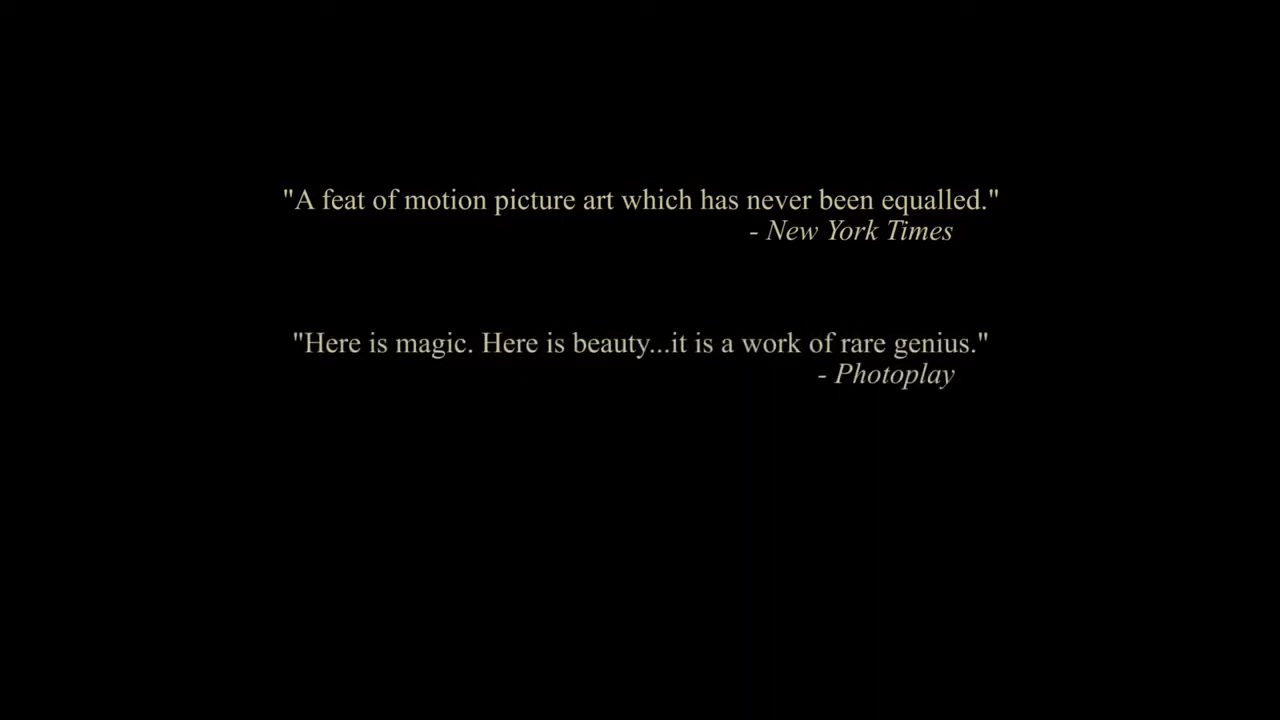 "A feat of motion picture art which has never been equalled."
- New York Times
"Here is magic. Here is beauty...it is a work of rare genius."
- Photoplay